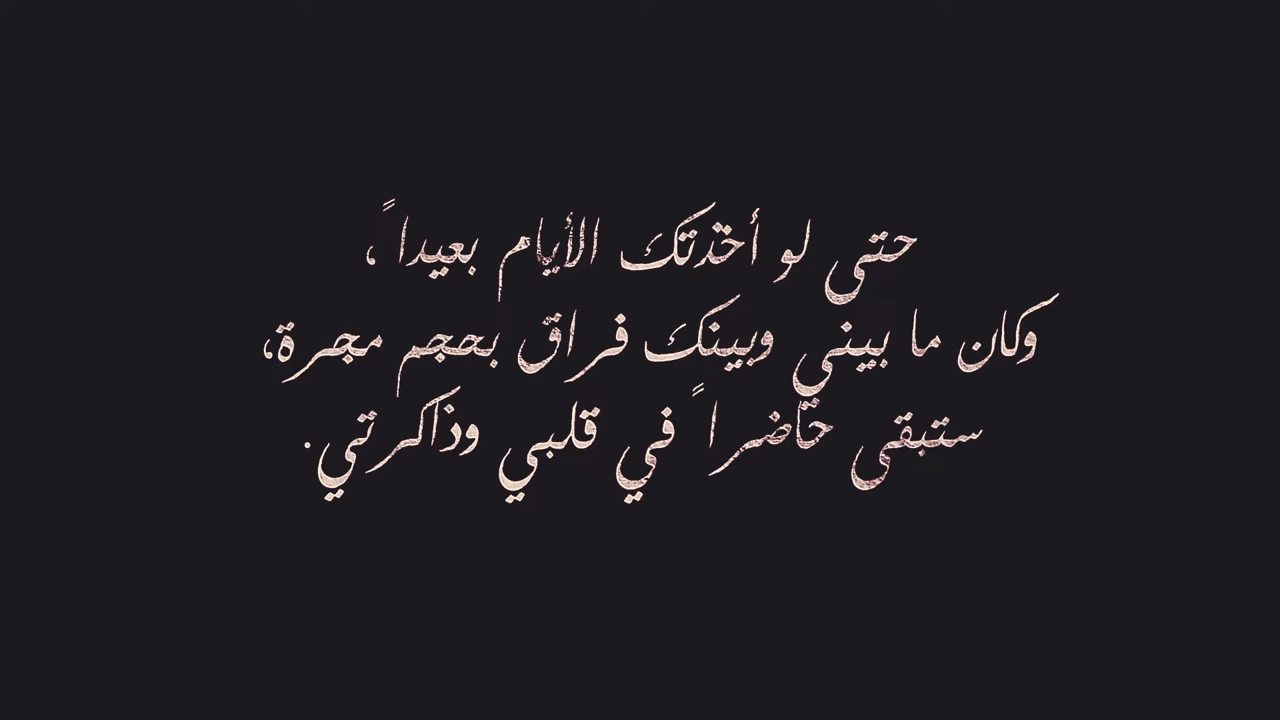 حتى لو أخذتك الأيام بعيداً ،
وكان ما بيني وبينك فراق بحجم مجرة،
ستبقى حاضراً في قلبي وذاكرتي.